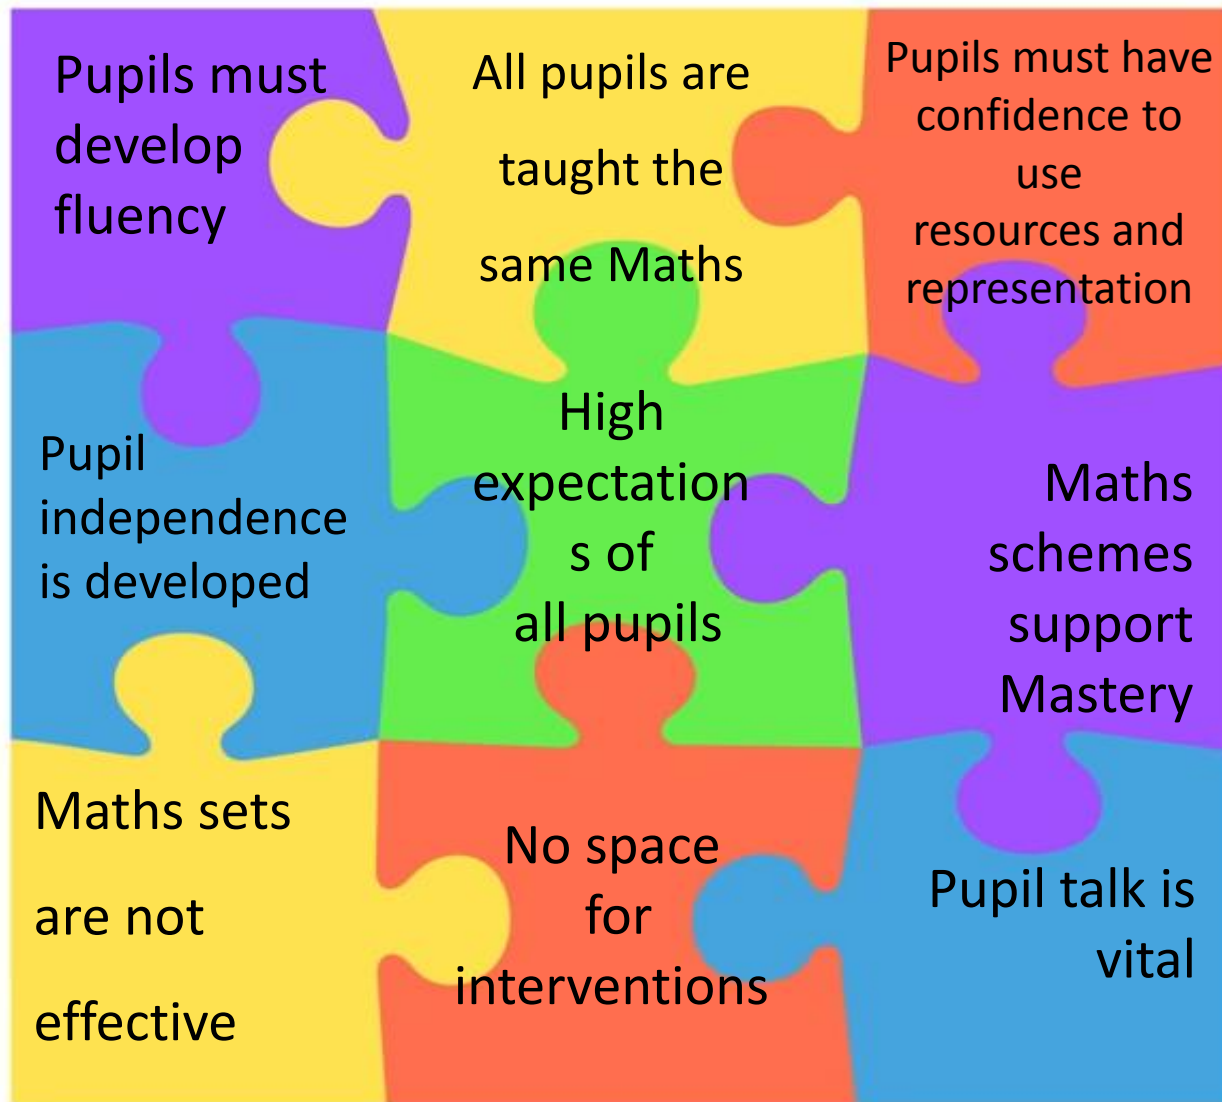 Pupils must
develop
fluency
All pupils are
taught the
same Maths
Pupils must have
confidence to
use
resources and
representation
Pupil
independence
is developed
High
expectation
s of
all pupils
Maths
schemes
support
Mastery
Maths sets
are not
effective
No space
for
interventions
Pupil talk is
vital